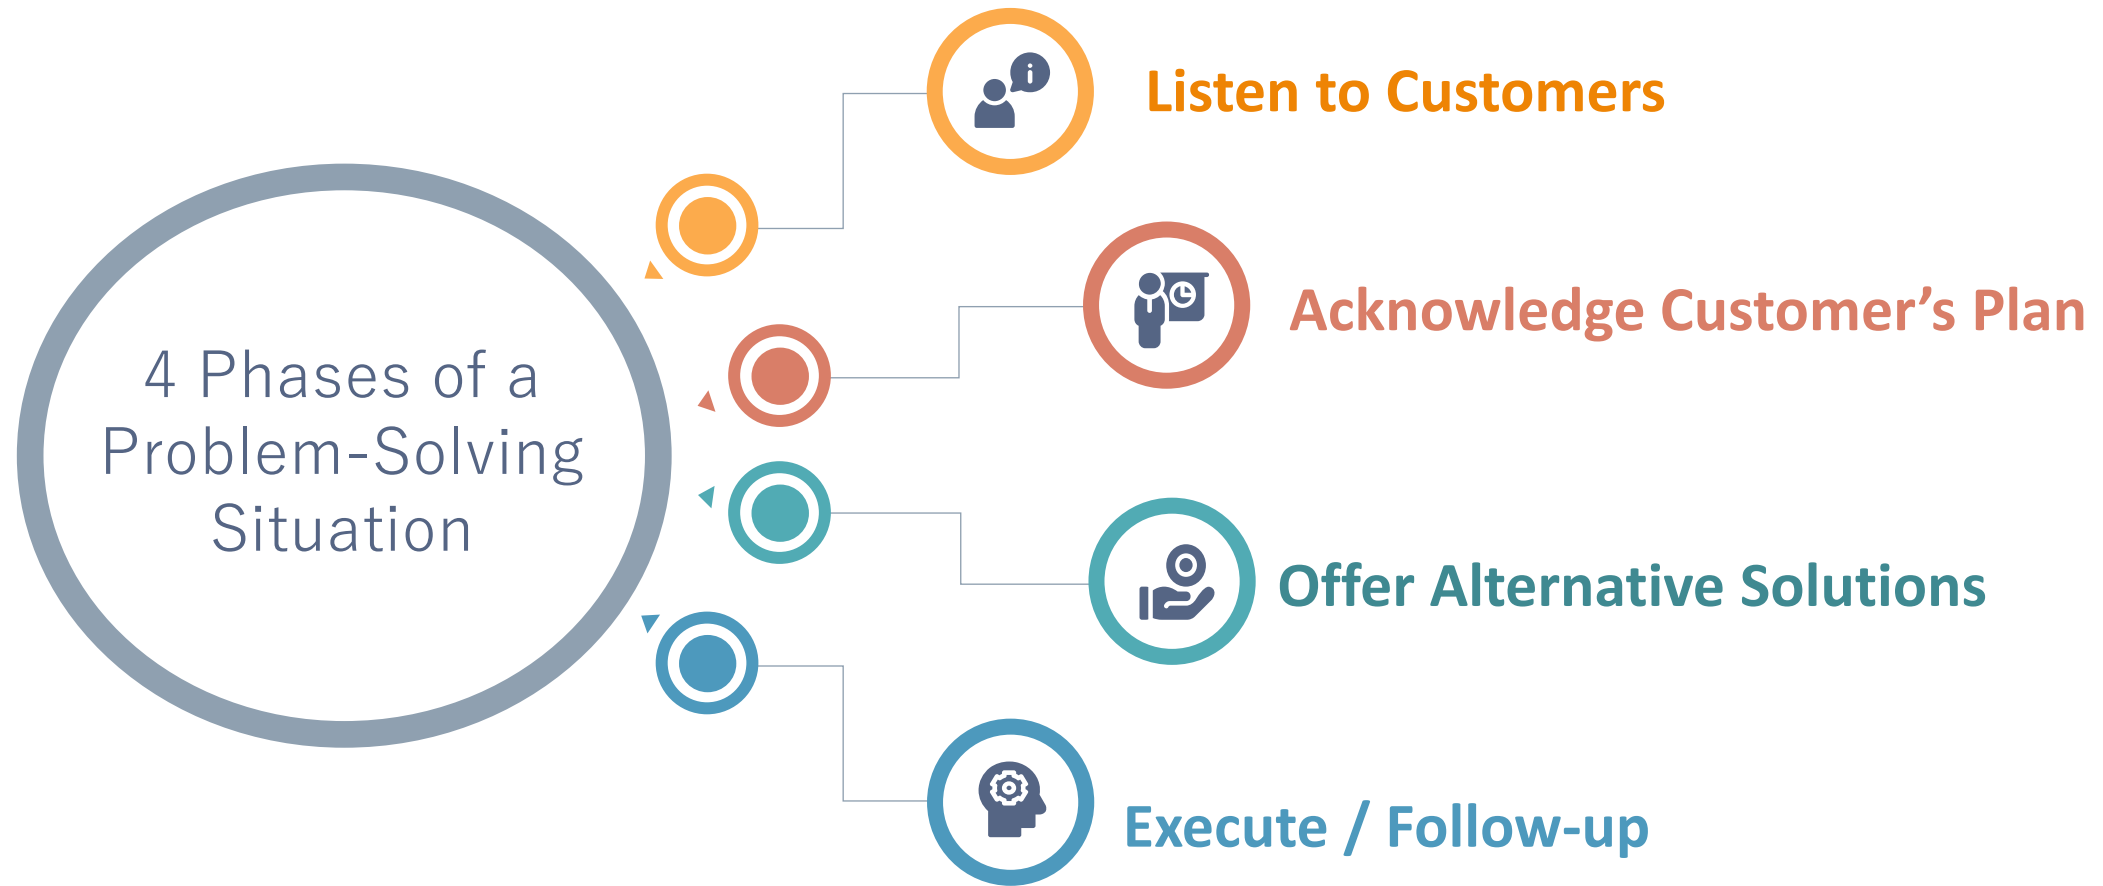 4 Phases of a
Problem-Solving
Situation
Listen to Customers
Acknowledge Customer’s Plan
Offer Alternative Solutions
Execute / Follow-up